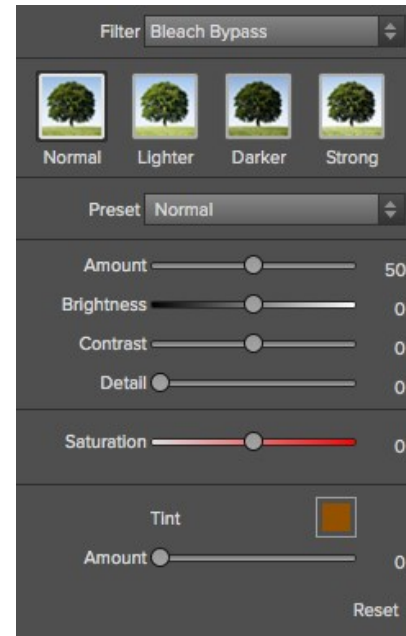 Filter Bleach Bypass
Normal Lighter Darker Strong
Preset Normal
Amount 50
Brightness 0
Contrast 0
Detail 0
Saturation 0
Tint
Amount 0
Reset